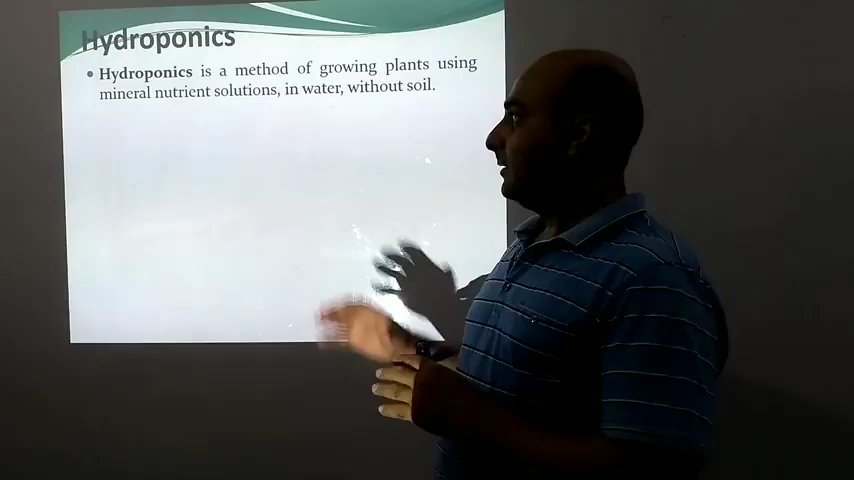 Hydroponics
• Hydroponics is a method of growing plants using
mineral nutrient solutions, in water, without soil.